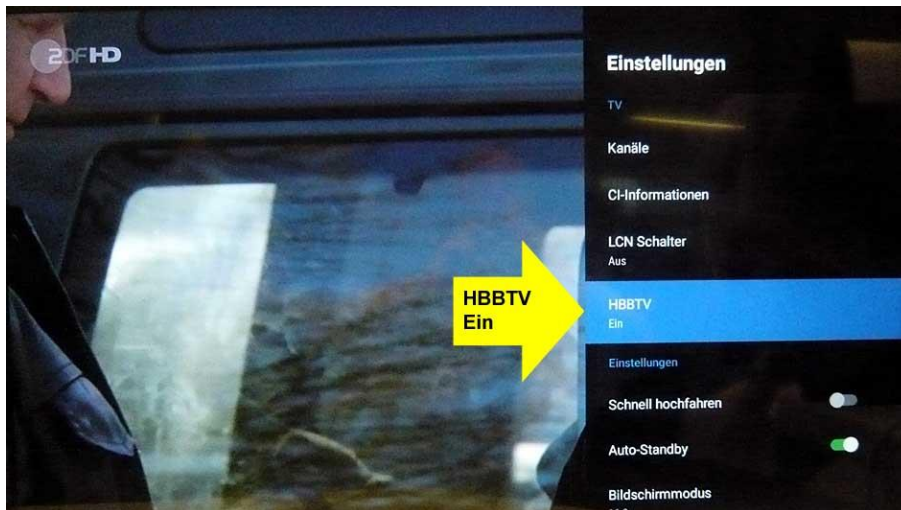 ZDF HD
Einstellungen
TV
Kanäle
CI-Informationen
LCN Schalter
Aus
HBBTV
Ein
HBBTV
Ein
Einstellungen
Schnell hochfahren
Auto-Standby
Bildschirmmodus